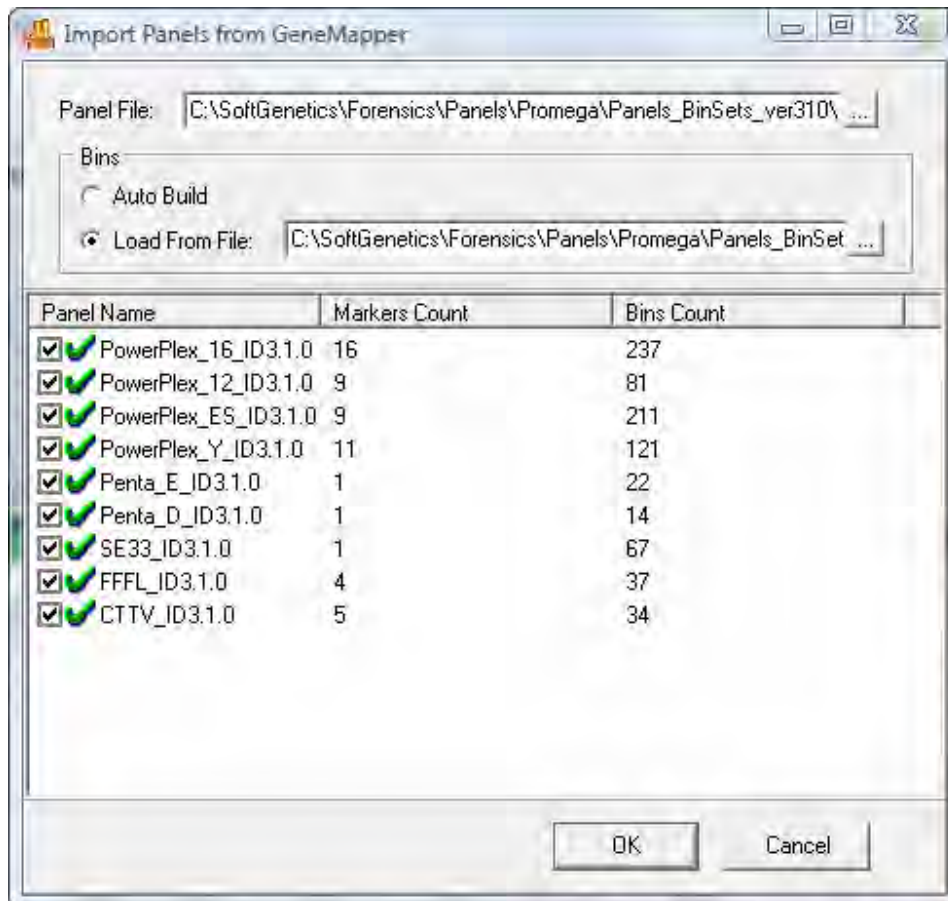 Import Panels from GeneMapper
Panel File: C:\SoftGenetics\Forensics\Panels\Promega\Panels_BinSets_ver310\ ...
Bins
Auto Build
Load From File: C:\SoftGenetics\Forensics\Panels\Promega\Panels_BinSet ...
Panel Name Markers Count Bins Count
PowerPlex_16_ID3.1.0 16 237
PowerPlex_12_ID3.1.0 9 81
PowerPlex_ES_ID3.1.0 9 211
PowerPlex_Y_ID3.1.0 11 121
Penta_E_ID3.1.0 1 22
Penta_D_ID3.1.0 1 14
SE33_ID3.1.0 1 67
FFFL_ID3.1.0 4 37
CTTV_ID3.1.0 5 34
OK Cancel